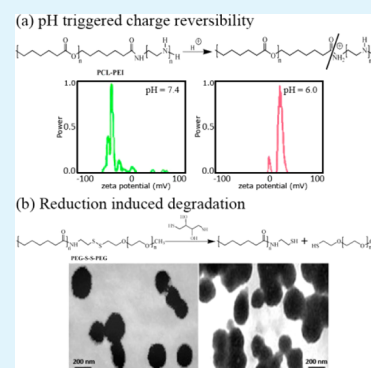 (a) pH triggered charge reversibility
PCL-PEI
pH = 7.4
pH = 6.0
Power
1.0
0.5
0.0
-100 0 100
zeta potential (mV)
Power
1.0
0.5
0.0
-100 0 100
zeta potential (mV)
(b) Reduction induced degradation
PEG-S-S-PEG
200 nm
200 nm